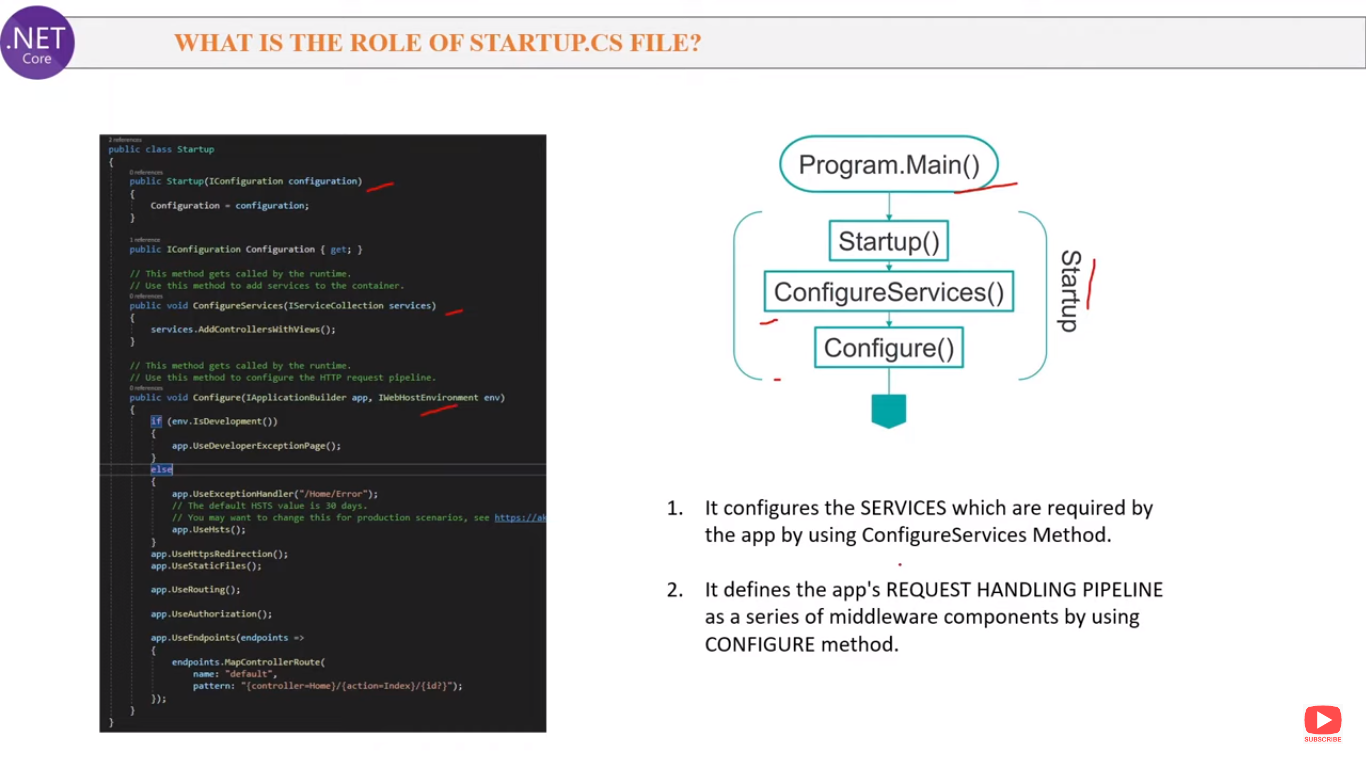 .NET
Core
WHAT IS THE ROLE OF STARTUP.CS FILE?
2 references
public class Startup
{
0 references
public Startup(IConfiguration configuration)
{
Configuration = configuration;
}
1 reference
public IConfiguration Configuration { get; }
// This method gets called by the runtime.
// Use this method to add services to the container.
0 references
public void ConfigureServices(IServiceCollection services)
{
services.AddControllersWithViews();
}
// This method gets called by the runtime.
// Use this method to configure the HTTP request pipeline.
0 references
public void Configure(IApplicationBuilder app, IWebHostEnvironment env)
{
if (env.IsDevelopment())
{
app.UseDeveloperExceptionPage();
}
else
{
app.UseExceptionHandler("/Home/Error");
// The default HSTS value is 30 days.
// You may want to change this for production scenarios, see https://ak
app.UseHsts();
}
app.UseHttpsRedirection();
app.UseStaticFiles();
app.UseRouting();
app.UseAuthorization();
app.UseEndpoints(endpoints =>
{
endpoints.MapControllerRoute(
name: "default",
pattern: "{controller=Home}/{action=Index}/{id?}");
});
}
}
Program.Main()
Startup()
ConfigureServices()
Configure()
Startup
1. It configures the SERVICES which are required by
the app by using ConfigureServices Method.
2. It defines the app's REQUEST HANDLING PIPELINE
as a series of middleware components by using
CONFIGURE method.
SUBSCRIBE